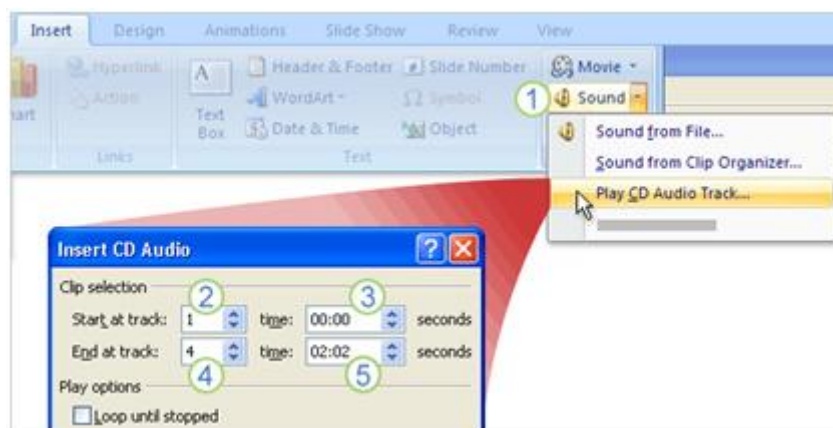 Insert Design Animations Slide Show Review View
Hyperlink
Action
Links
art
A
Text
Box
Header & Footer
WordArt
Date & Time
# Slide Number
Ω Symbol
Object
Text
Movie
1 Sound
Sound from File...
Sound from Clip Organizer...
Play CD Audio Track...
Insert CD Audio ?
Clip selection
2 3
Start at track: 1 time: 00:00 seconds
End at track: 4 time: 02:02 seconds
4 5
Play options
Loop until stopped